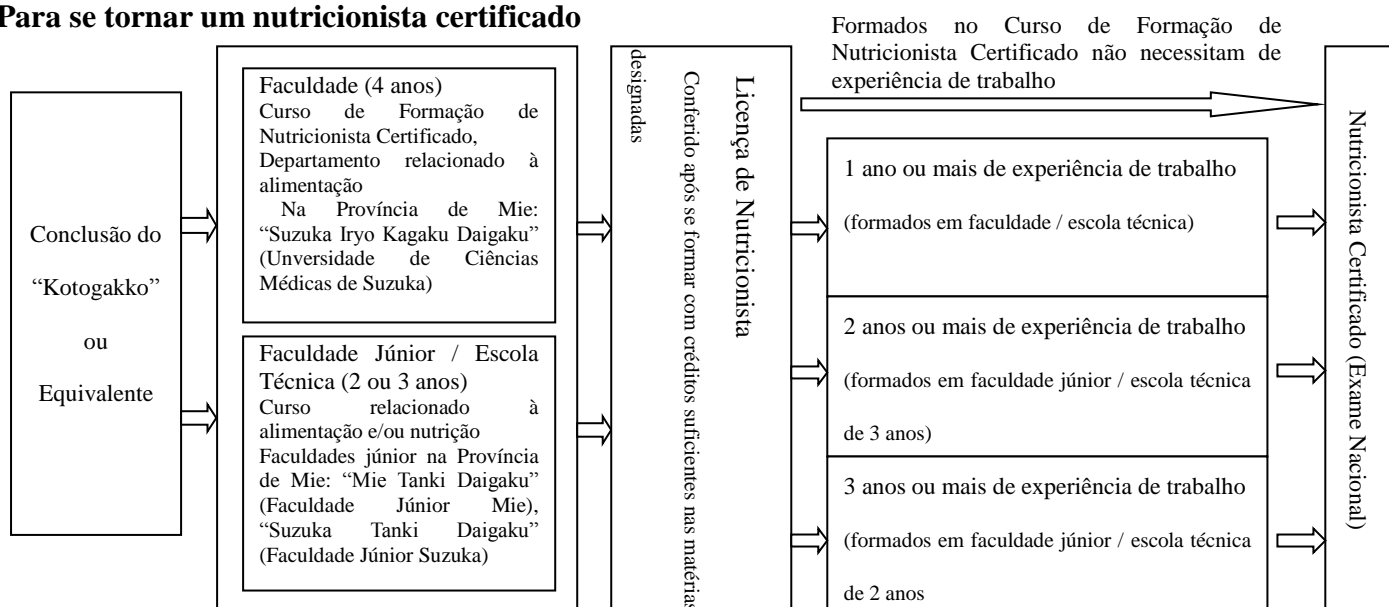 Para se tornar um nutricionista certificado
Conclusão do
“Kotogakko”
ou
Equivalente
Faculdade (4 anos)
Curso de Formação de
Nutricionista Certificado,
Departamento relacionado à
alimentação
Na Província de Mie:
“Suzuka Iryo Kagaku Daigaku”
(Unversidade de Ciências
Médicas de Suzuka)
Faculdade Júnior / Escola
Técnica (2 ou 3 anos)
Curso relacionado à
alimentação e/ou nutrição
Faculdades júnior na Província
de Mie: “Mie Tanki Daigaku”
(Faculdade Júnior Mie),
“Suzuka Tanki Daigaku”
(Faculdade Júnior Suzuka)
Licença de Nutricionista
Conferido após se formar com créditos suficientes nas matérias
designadas
Formados no Curso de Formação de
Nutricionista Certificado não necessitam de
experiência de trabalho
1 ano ou mais de experiência de trabalho
(formados em faculdade / escola técnica)
2 anos ou mais de experiência de trabalho
(formados em faculdade júnior / escola técnica
de 3 anos)
3 anos ou mais de experiência de trabalho
(formados em faculdade júnior / escola técnica
de 2 anos
Nutricionista Certificado (Exame Nacional)